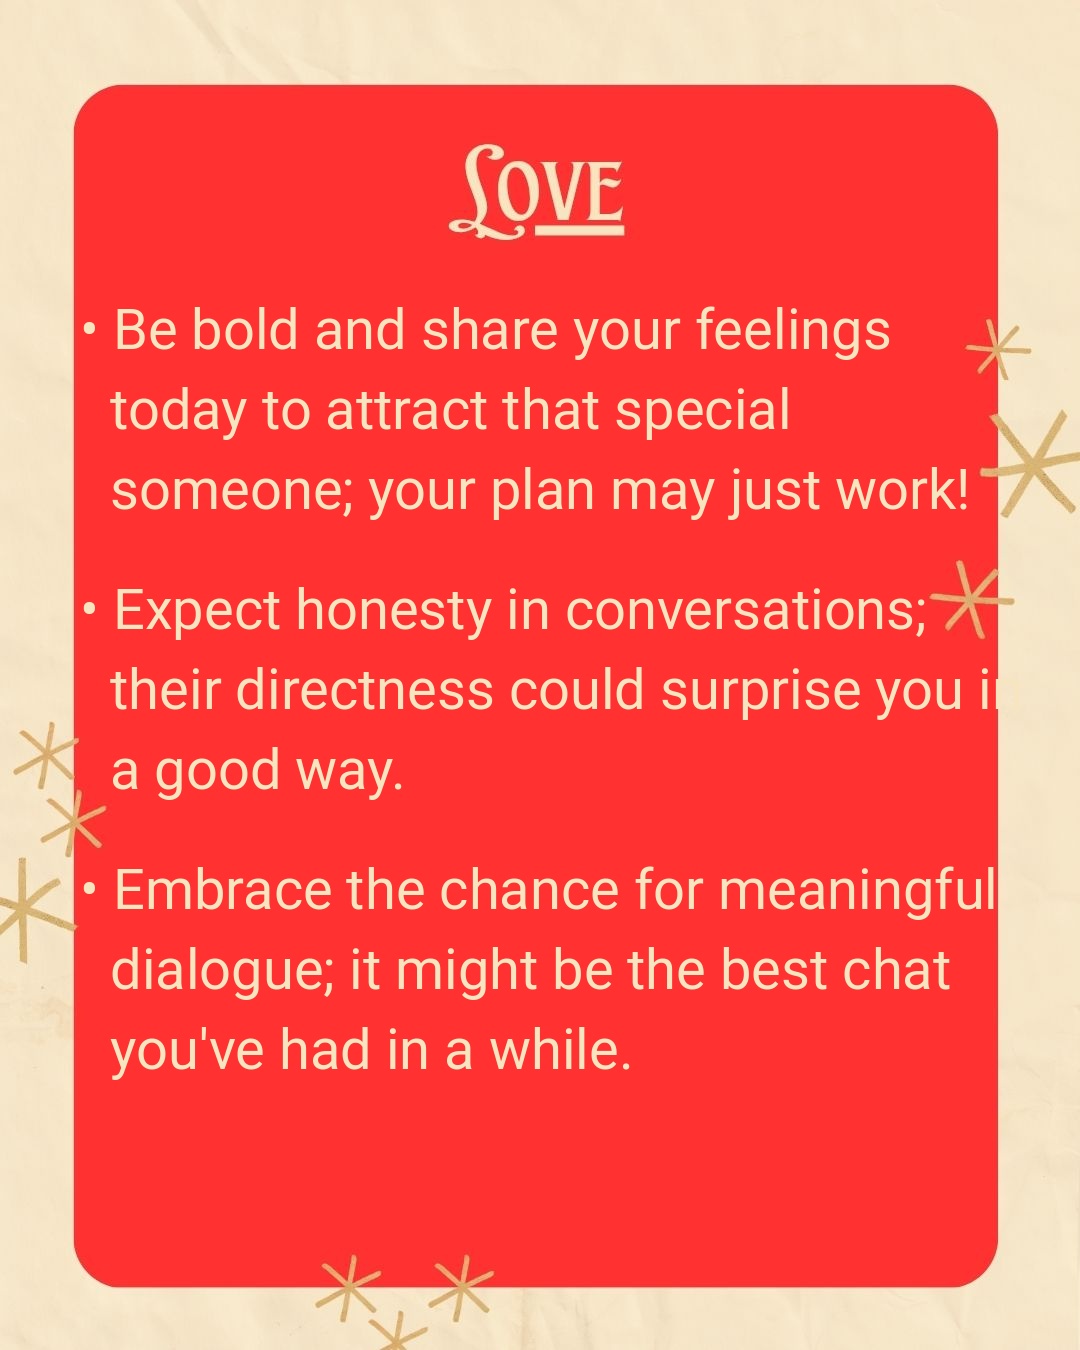 Love
• Be bold and share your feelings
today to attract that special
someone; your plan may just work!
• Expect honesty in conversations;
their directness could surprise you in
a good way.
• Embrace the chance for meaningful
dialogue; it might be the best chat
you've had in a while.